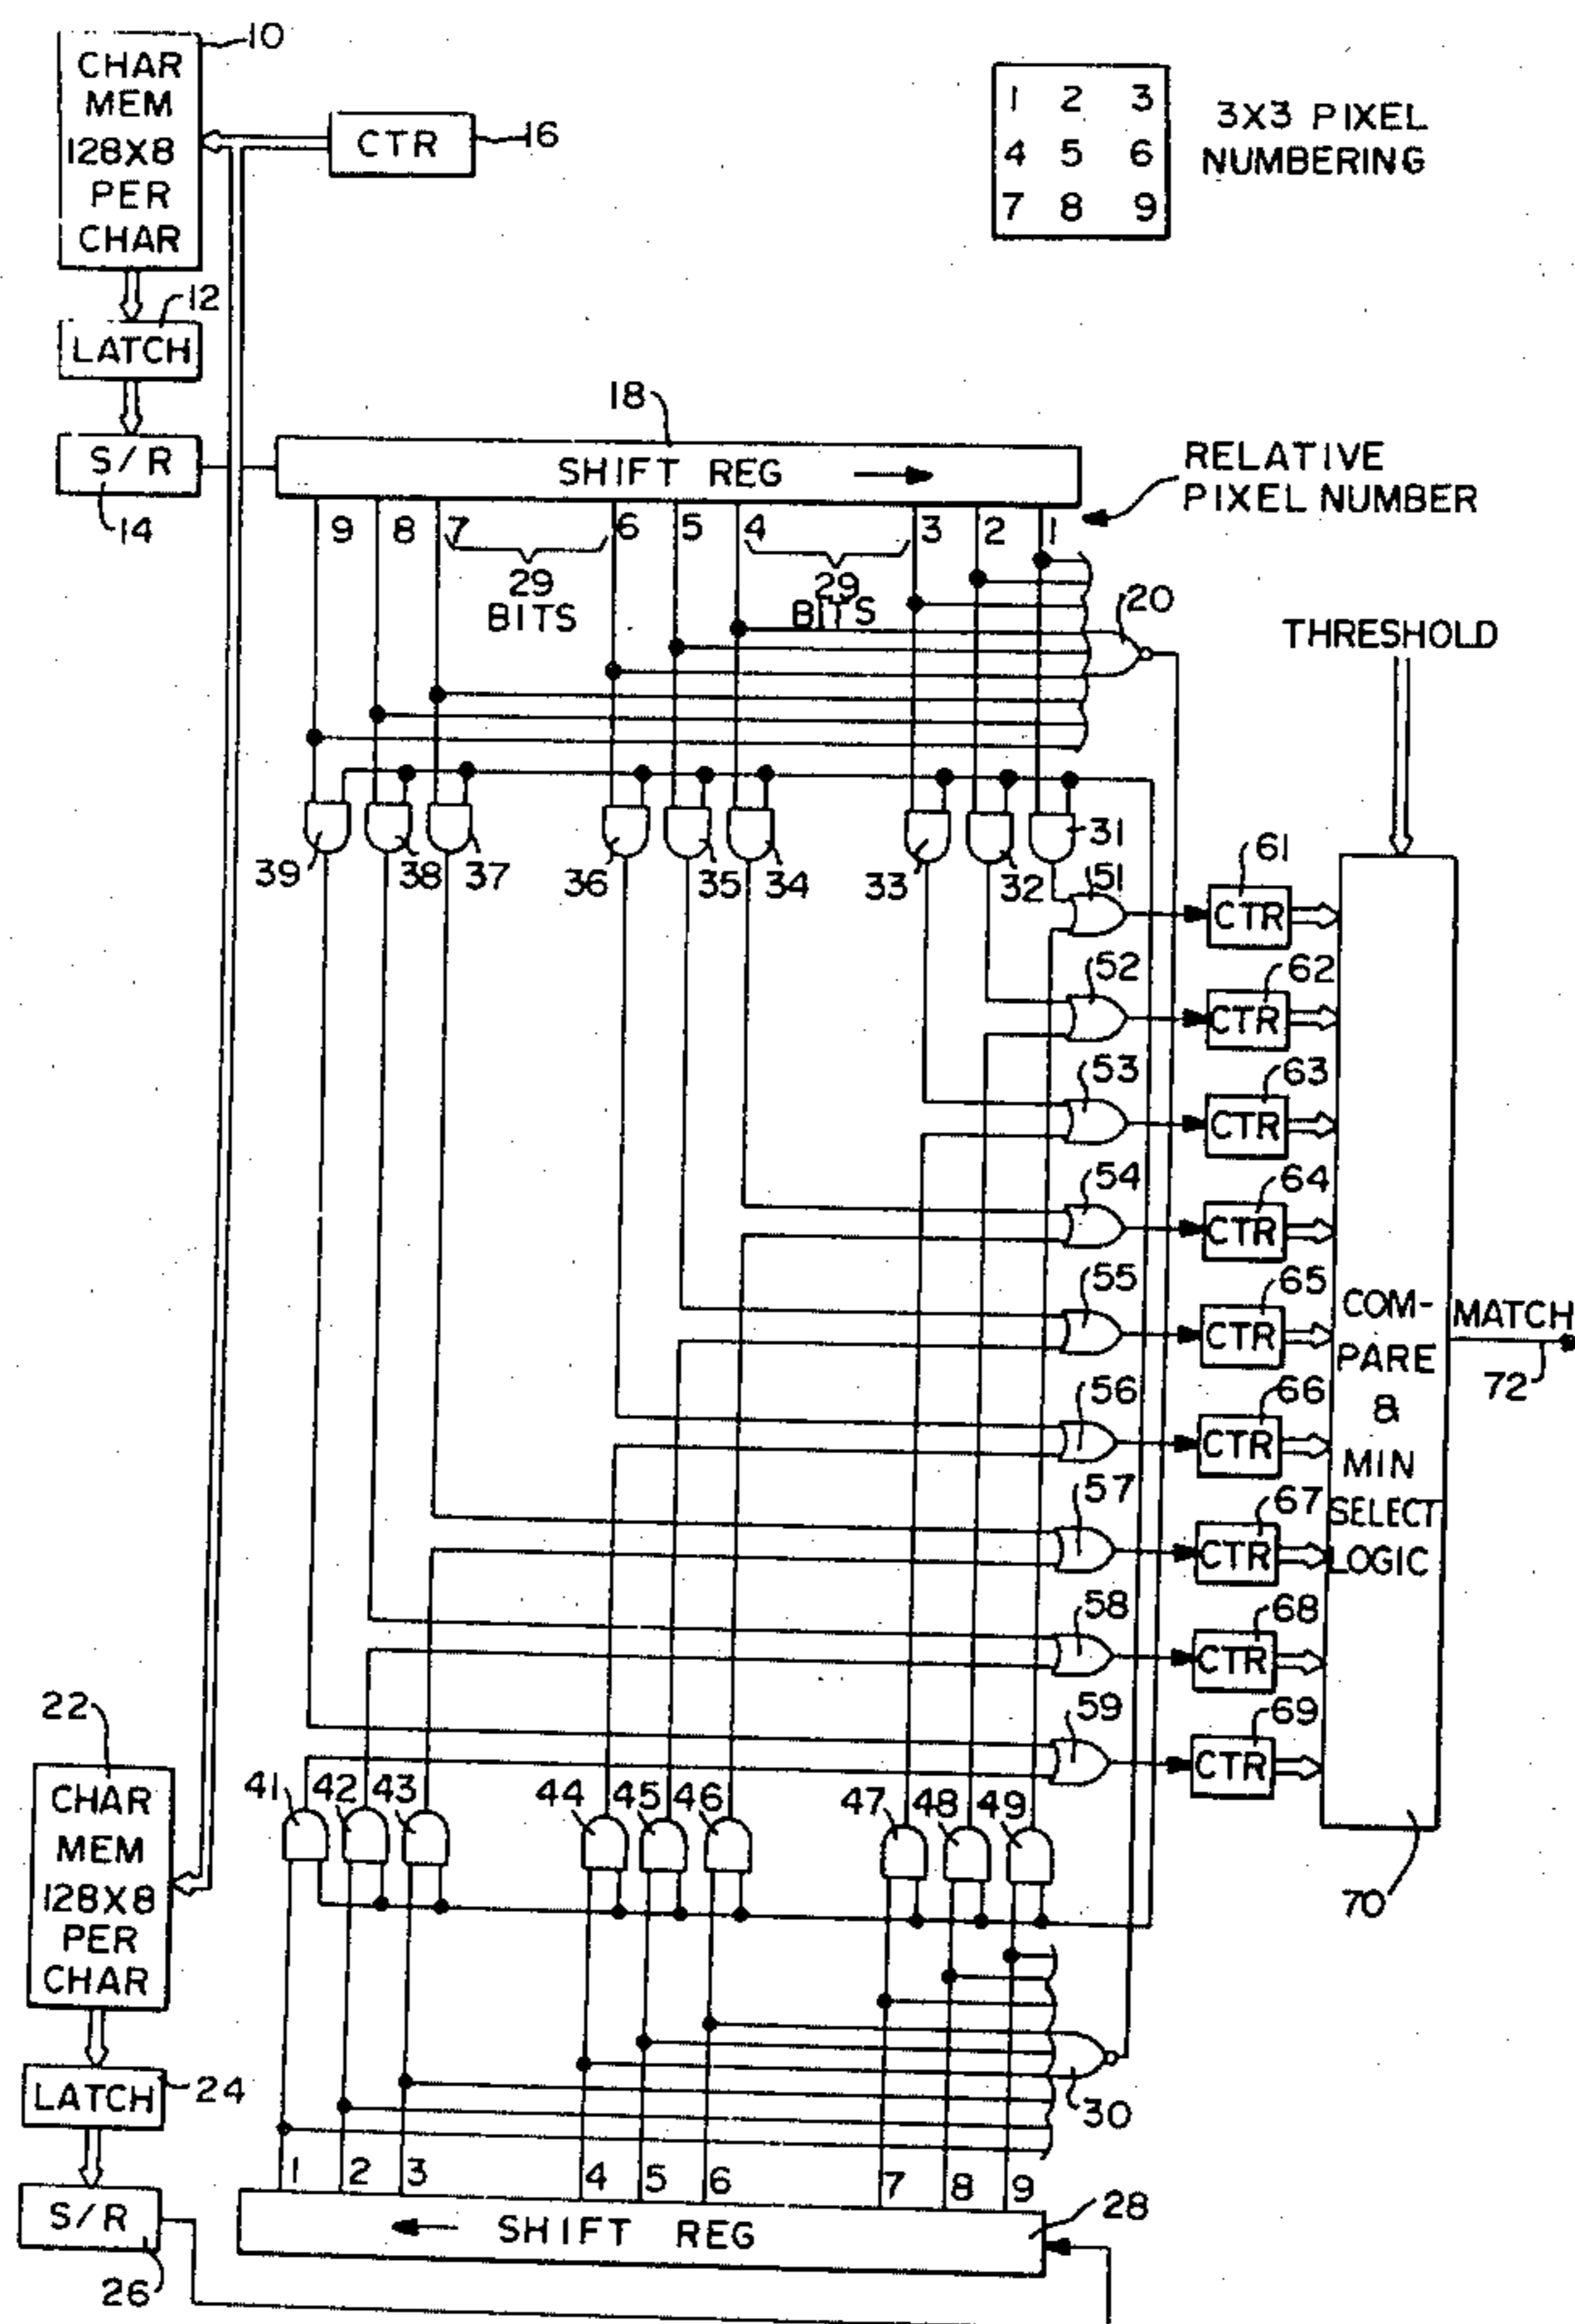 10
CHAR
MEM
128X8
PER
CHAR
CTR
16
1 2 3
4 5 6
7 8 9
3X3 PIXEL
NUMBERING
12
LATCH
S/R
14
18
SHIFT REG
RELATIVE
PIXEL NUMBER
9 8 7 6 5 4 3 2 1
29
BITS
29
BITS
20
THRESHOLD
39 38 37 36 35 34 33 32 31
51
61
CTR
52
62
CTR
53
63
CTR
54
64
CTR
55
65
CTR
56
66
CTR
57
67
CTR
58
68
CTR
59
69
CTR
COM-
PARE
&
MIN
SELECT
LOGIC
MATCH
72
70
22
CHAR
MEM
128X8
PER
CHAR
41 42 43 44 45 46 47 48 49
30
LATCH
24
S/R
26
1 2 3 4 5 6 7 8 9
SHIFT REG
28